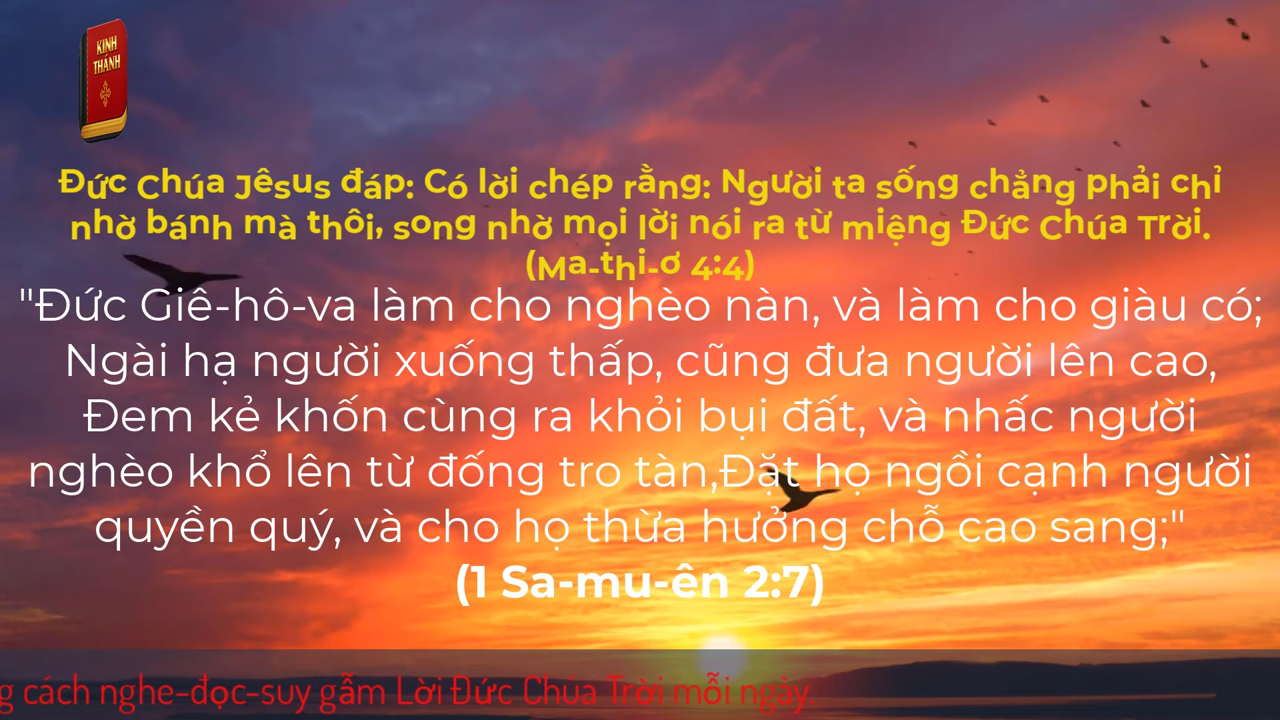 KINH
THÁNH
Đức Chúa Jêsus đáp: Có lời chép rằng: Người ta sống chẳng phải chỉ
nhờ bánh mà thôi, song nhờ mọi lời nói ra từ miệng Đức Chúa Trời.
(Ma-thi-ơ 4:4)
"Đức Giê-hô-va làm cho nghèo nàn, và làm cho giàu có;
Ngài hạ người xuống thấp, cũng đưa người lên cao,
Đem kẻ khốn cùng ra khỏi bụi đất, và nhấc người
nghèo khổ lên từ đống tro tàn,Đặt họ ngồi cạnh người
quyền quý, và cho họ thừa hưởng chỗ cao sang;"
(1 Sa-mu-ên 2:7)
g cách nghe-đọc-suy gẫm Lời Đức Chúa Trời mỗi ngày.